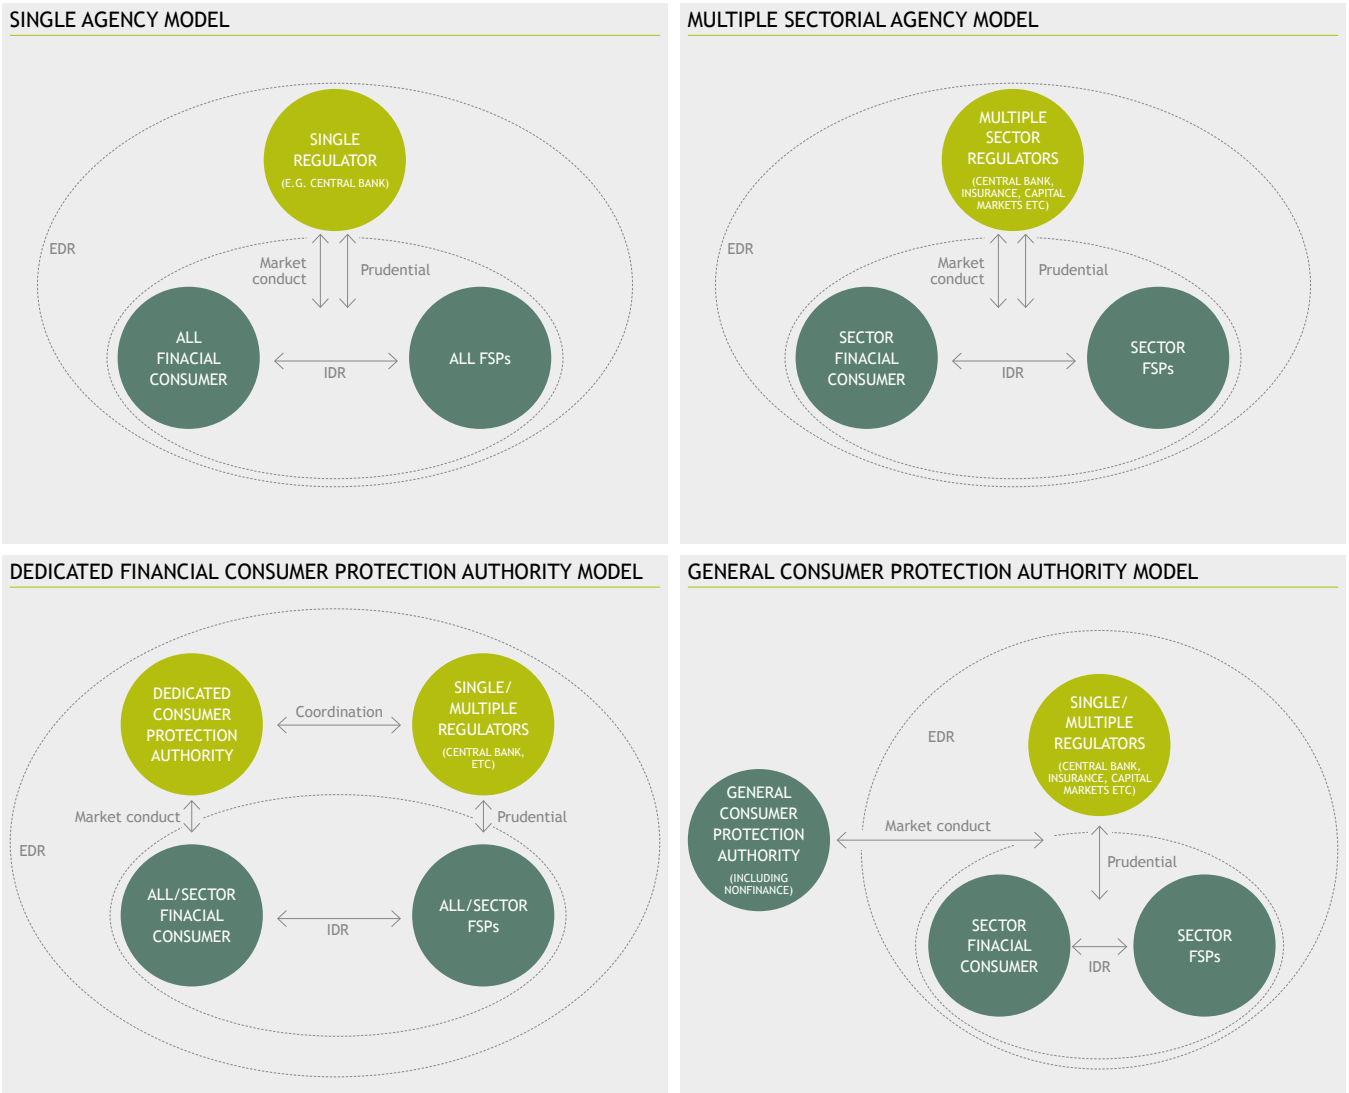 SINGLE AGENCY MODEL
SINGLE
REGULATOR
(E.G. CENTRAL BANK)
EDR
Market
conduct
Prudential
ALL
FINACIAL
CONSUMER
IDR
ALL FSPs
MULTIPLE SECTORIAL AGENCY MODEL
MULTIPLE
SECTOR
REGULATORS
(CENTRAL BANK,
INSURANCE, CAPITAL
MARKETS ETC)
EDR
Market
conduct
Prudential
SECTOR
FINACIAL
CONSUMER
IDR
SECTOR
FSPs
DEDICATED FINANCIAL CONSUMER PROTECTION AUTHORITY MODEL
DEDICATED
CONSUMER
PROTECTION
AUTHORITY
Coordination
SINGLE/
MULTIPLE
REGULATORS
(CENTRAL BANK,
ETC)
Market conduct
Prudential
EDR
ALL/SECTOR
FINACIAL
CONSUMER
IDR
ALL/SECTOR
FSPs
GENERAL CONSUMER PROTECTION AUTHORITY MODEL
SINGLE/
MULTIPLE
REGULATORS
(CENTRAL BANK,
INSURANCE, CAPITAL
MARKETS ETC)
EDR
GENERAL
CONSUMER
PROTECTION
AUTHORITY
(INCLUDING
NONFINANCE)
Market conduct
Prudential
SECTOR
FINACIAL
CONSUMER
IDR
SECTOR
FSPs